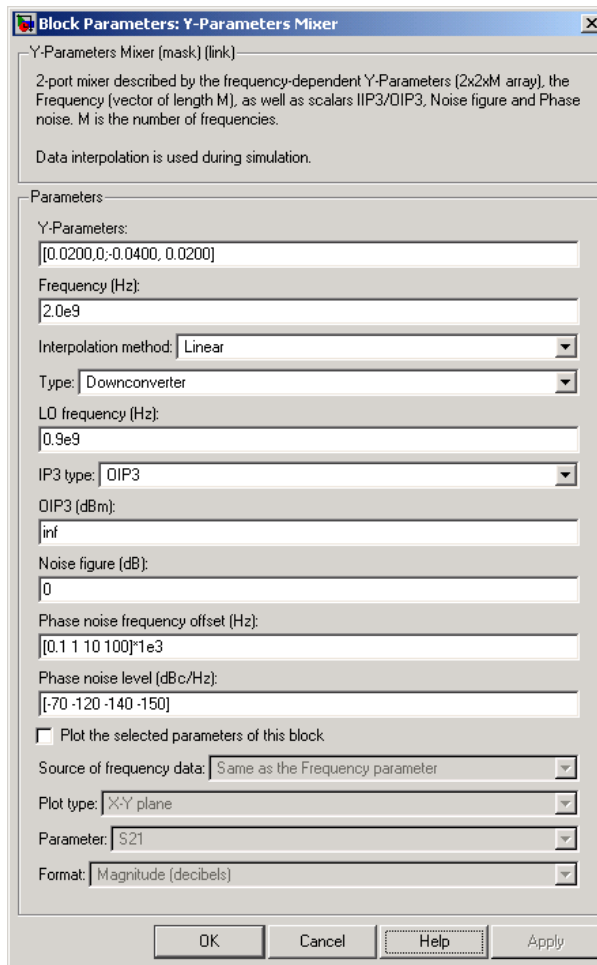 Block Parameters: Y-Parameters Mixer
Y-Parameters Mixer (mask) (link)
2-port mixer described by the frequency-dependent Y-Parameters (2x2xM array), the
Frequency (vector of length M), as well as scalars IIP3/OIP3, Noise figure and Phase
noise. M is the number of frequencies.
Data interpolation is used during simulation.
Parameters
Y-Parameters:
[0.0200,0;-0.0400, 0.0200]
Frequency (Hz):
2.0e9
Interpolation method: Linear
Type: Downconverter
LO frequency (Hz):
0.9e9
IP3 type: OIP3
OIP3 (dBm):
inf
Noise figure (dB):
0
Phase noise frequency offset (Hz):
[0.1 1 10 100]*1e3
Phase noise level (dBc/Hz):
[-70 -120 -140 -150]
Plot the selected parameters of this block
Source of frequency data: Same as the Frequency parameter
Plot type: X-Y plane
Parameter: S21
Format: Magnitude (decibels)
OK Cancel Help Apply